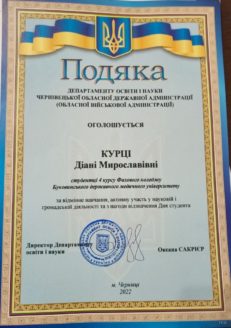 Подяка
ДЕПАРТАМЕНТУ ОСВІТИ І НАУКИ
ЧЕРНІВЕЦЬКОЇ ОБЛАСНОЇ ДЕРЖАВНОЇ АДМІНІСТРАЦІЇ
(ОБЛАСНОЇ ВІЙСЬКОВОЇ АДМІНІСТРАЦІЇ)
ОГОЛОШУЄТЬСЯ
КУРЦІ
Діані Мирославівні
студентці 4 курсу Фахового коледжу
Буковинського державного медичного університету
за відмінне навчання, активну участь у науковій і
громадській діяльності та з нагоди відзначення Дня студента
Директор Департаменту
освіти і науки
Оксана САКРІЄР
м. Чернівці
2022